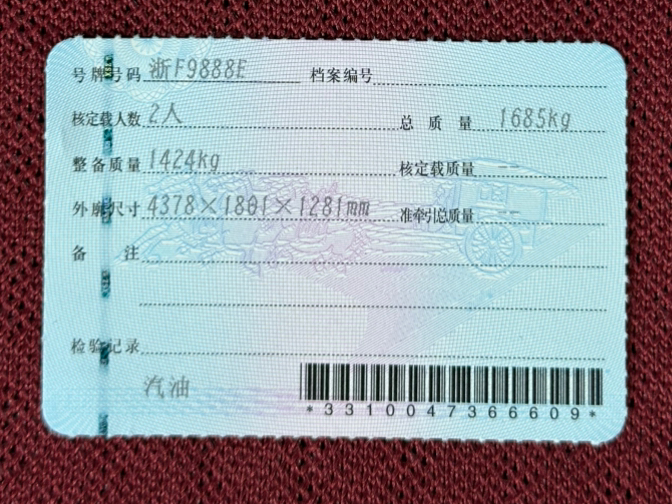 号牌号码 浙F9888E 档案编号
核定载人数 2人 总质量 1685kg
整备质量 1424kg 核定载质量 --
外廓尺寸 4378×1801×1281mm 准牵引总质量 --
备注
检验记录
汽油
*3310047366609*